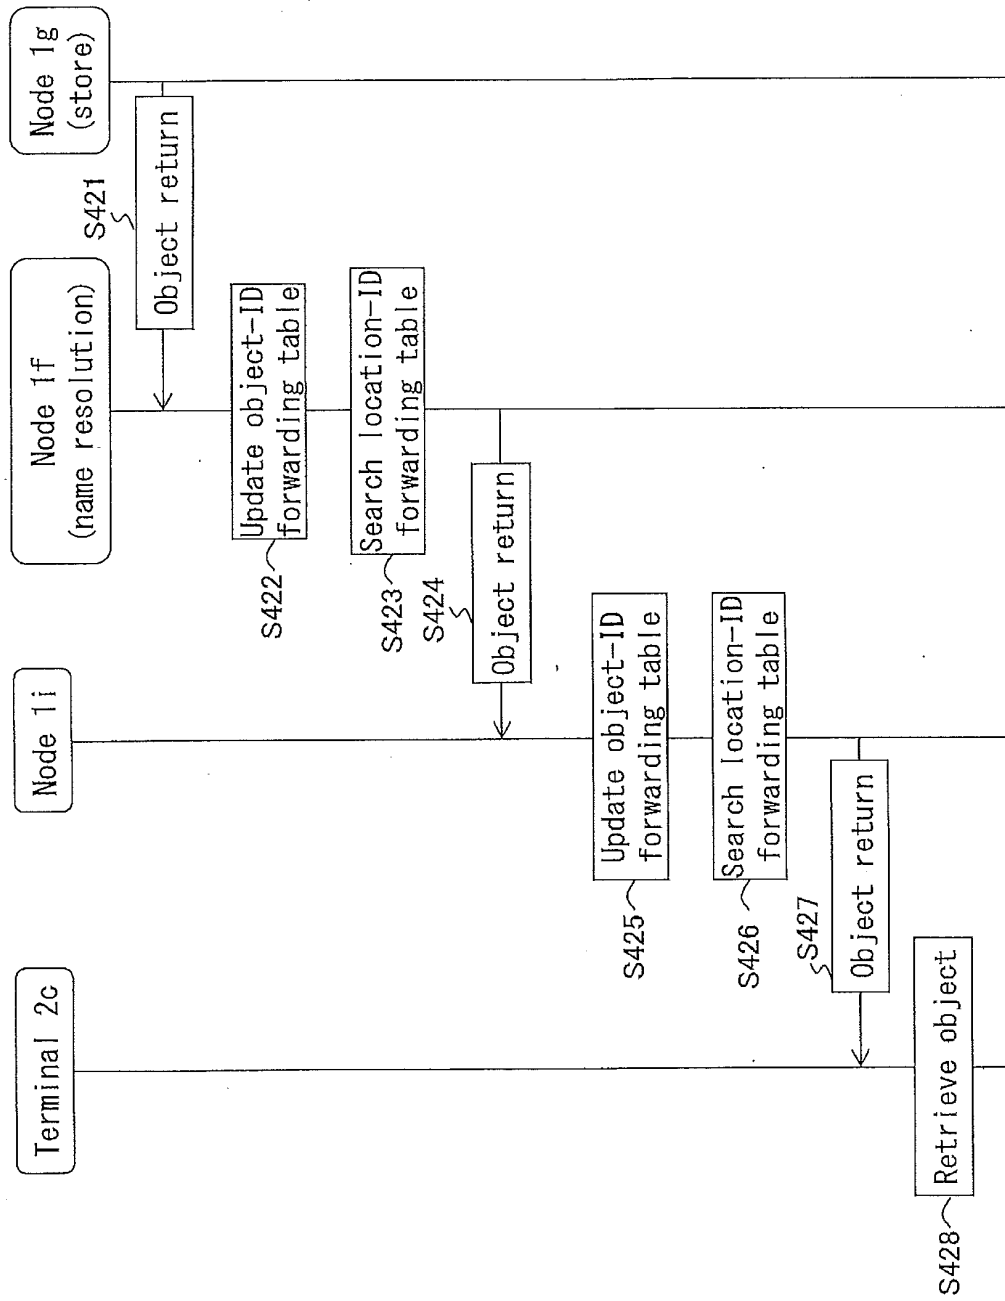 Terminal 2c
Node 1i
Node 1f
(name resolution)
Node 1g
(store)
S421
Object return
Update object-ID
forwarding table
S422
Search location-ID
forwarding table
S423
S424
Object return
Update object-ID
forwarding table
S425
Search location-ID
forwarding table
S426
S427
Object return
Retrieve object
S428